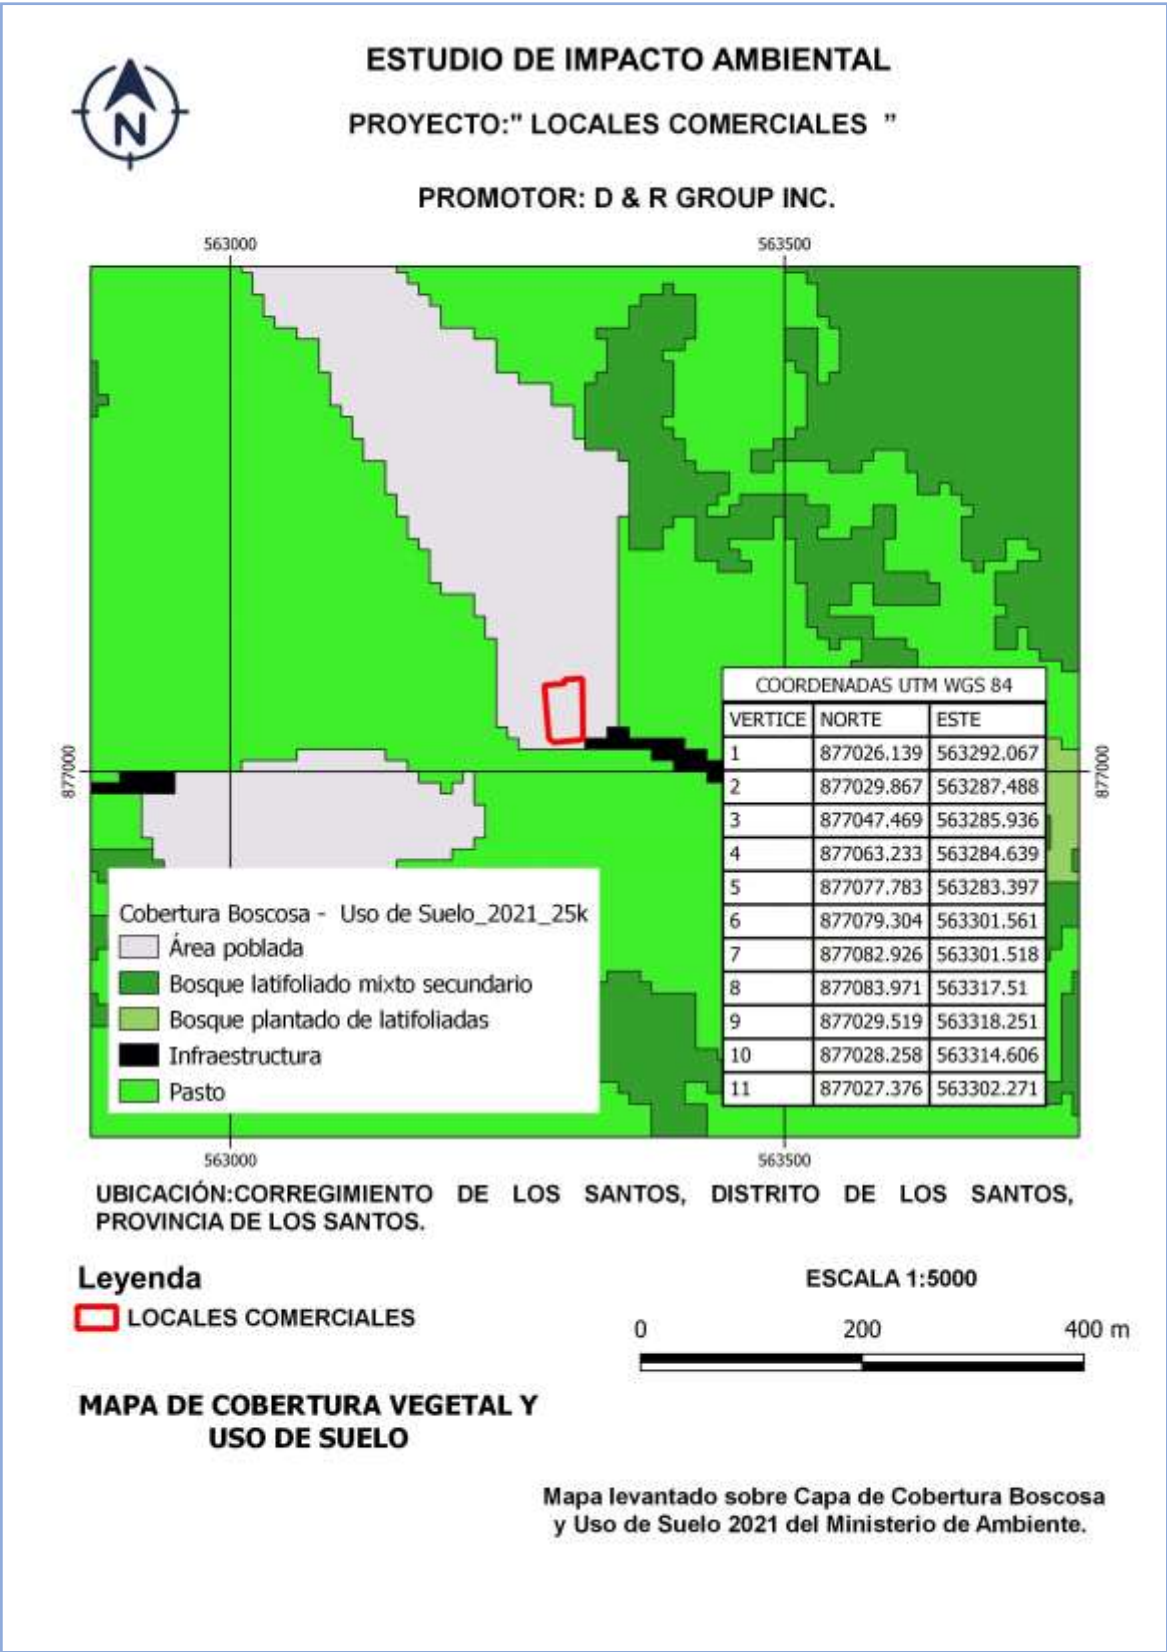 ESTUDIO DE IMPACTO AMBIENTAL
N
PROYECTO:" LOCALES COMERCIALES ”
PROMOTOR: D & R GROUP INC.
563000 563500
877000 877000
COORDENADAS UTM WGS 84
VERTICE NORTE ESTE
1 877026.139 563292.067
2 877029.867 563287.488
3 877047.469 563285.936
4 877063.233 563284.639
5 877077.783 563283.397
6 877079.304 563301.561
7 877082.926 563301.518
8 877083.971 563317.51
9 877029.519 563318.251
10 877028.258 563314.606
11 877027.376 563302.271
Cobertura Boscosa - Uso de Suelo_2021_25k
Área poblada
Bosque latifoliado mixto secundario
Bosque plantado de latifoliadas
Infraestructura
Pasto
563000 563500
UBICACIÓN:CORREGIMIENTO DE LOS SANTOS, DISTRITO DE LOS SANTOS,
PROVINCIA DE LOS SANTOS.
Leyenda
LOCALES COMERCIALES
ESCALA 1:5000
0 200 400 m
MAPA DE COBERTURA VEGETAL Y
USO DE SUELO
Mapa levantado sobre Capa de Cobertura Boscosa
y Uso de Suelo 2021 del Ministerio de Ambiente.